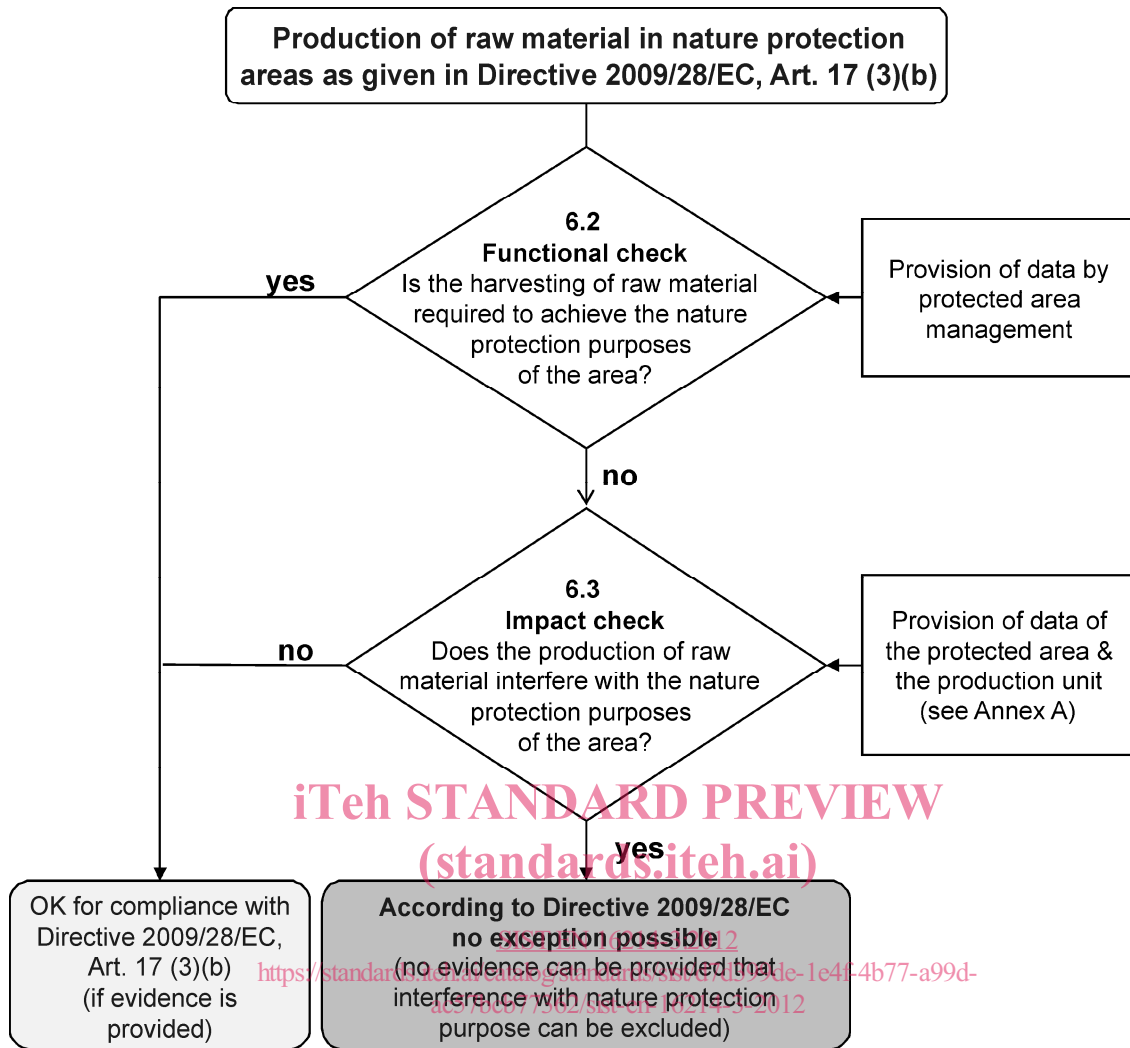 Production of raw material in nature protection
areas as given in Directive 2009/28/EC, Art. 17 (3)(b)
6.2
Functional check
Is the harvesting of raw material
required to achieve the nature
protection purposes
of the area?
yes
Provision of data by
protected area
management
no
6.3
Impact check
Does the production of raw
material interfere with the nature
protection purposes
of the area?
no
Provision of data of
the protected area &
the production unit
(see Annex A)
iTeh STANDARD PREVIEW
(standards.iteh.ai)
yes
OK for compliance with
Directive 2009/28/EC,
Art. 17 (3)(b)
(if evidence is
provided)
According to Directive 2009/28/EC
no exception possible
(no evidence can be provided that
interference with nature protection
purpose can be excluded)
SIST EN 16214-3:2012